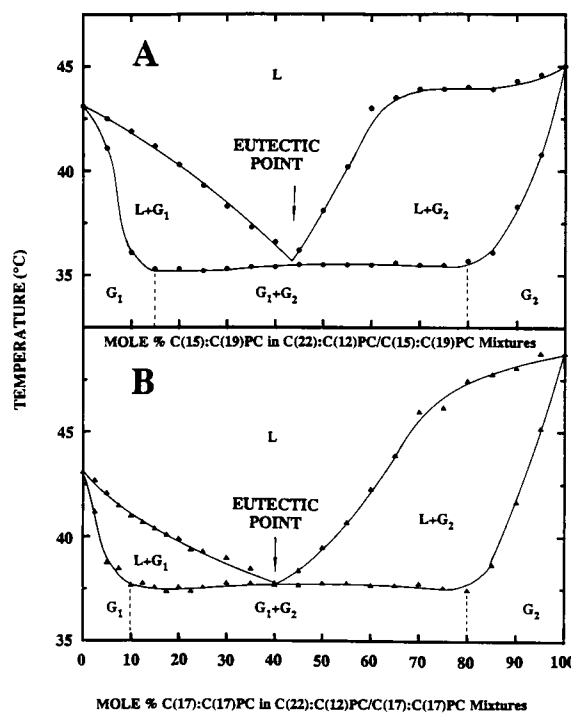 A
L
45
EUTECTIC
POINT
40
L+G1
L+G2
35
G1
G1+G2
G2
TEMPERATURE (°C)
MOLE % C(15):C(19)PC in C(22):C(12)PC/C(15):C(19)PC Mixtures
B
L
45
EUTECTIC
POINT
L+G2
40
L+G1
G1
G1+G2
G2
35
0 10 20 30 40 50 60 70 80 90 100
MOLE % C(17):C(17)PC in C(22):C(12)PC/C(17):C(17)PC Mixtures